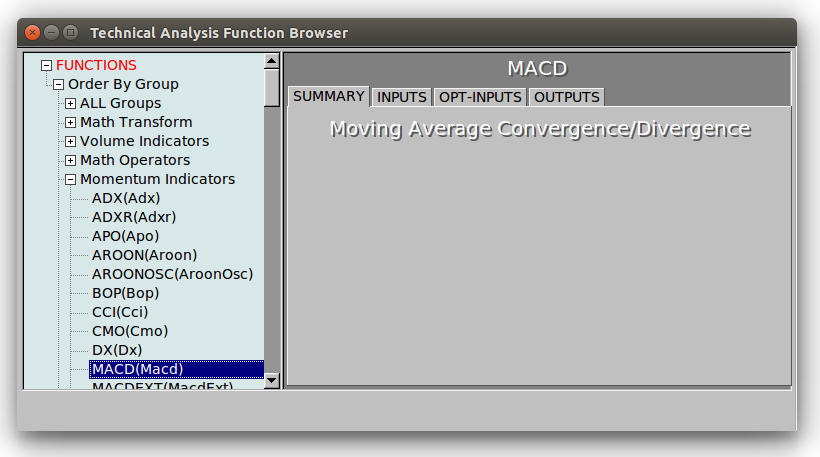 Technical Analysis Function Browser
FUNCTIONS
Order By Group
ALL Groups
Math Transform
Volume Indicators
Math Operators
Momentum Indicators
ADX(Adx)
ADXR(Adxr)
APO(Apo)
AROON(Aroon)
AROONOSC(AroonOsc)
BOP(Bop)
CCI(Cci)
CMO(Cmo)
DX(Dx)
MACD(Macd)
MACDEXT(MacdExt)
MACD
SUMMARY INPUTS OPT-INPUTS OUTPUTS
Moving Average Convergence/Divergence